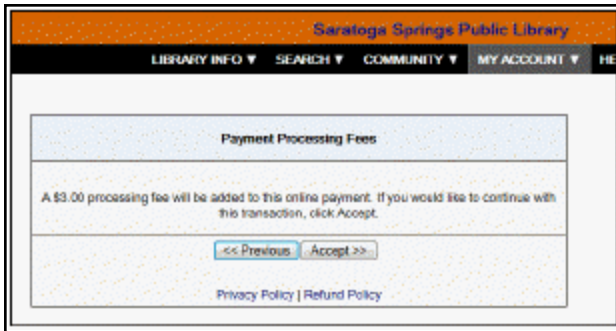 Saratoga Springs Public Library
LIBRARY INFO ▼ SEARCH ▼ COMMUNITY ▼ MY ACCOUNT ▼ HE
Payment Processing Fees
A $3.00 processing fee will be added to this online payment. If you would like to continue with
this transaction, click Accept.
<< Previous Accept >>
Privacy Policy | Refund Policy